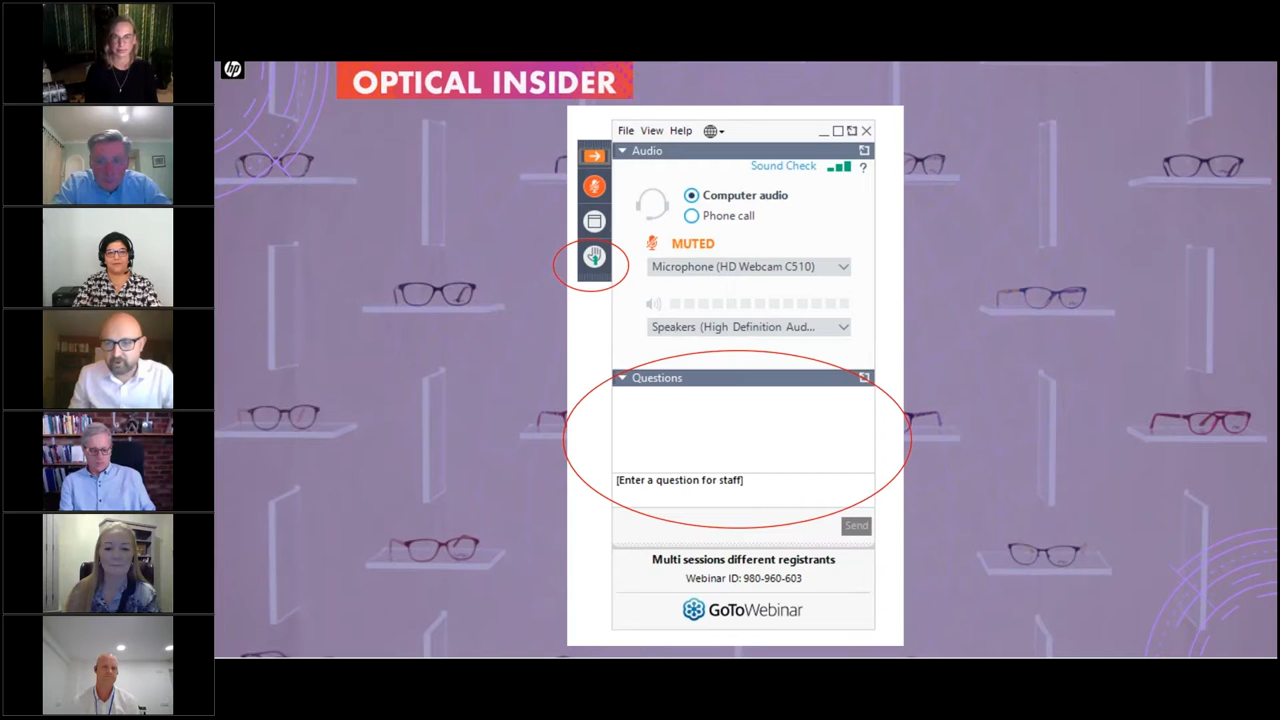 hp
OPTICAL INSIDER
File View Help
Audio
Sound Check
?
Computer audio
Phone call
MUTED
Microphone (HD Webcam C510)
Speakers (High Definition Aud...
Questions
[Enter a question for staff]
Send
Multi sessions different registrants
Webinar ID: 980-960-603
GoToWebinar